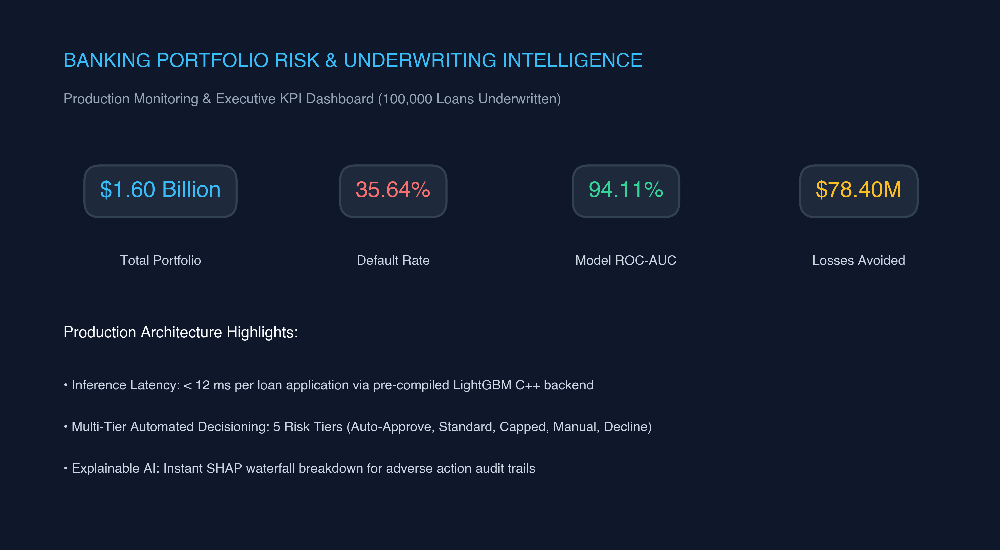 BANKING PORTFOLIO RISK & UNDERWRITING INTELLIGENCE
Production Monitoring & Executive KPI Dashboard (100,000 Loans Underwritten)
$1.60 Billion
35.64%
94.11%
$78.40M
Total Portfolio
Default Rate
Model ROC-AUC
Losses Avoided
Production Architecture Highlights:
• Inference Latency: < 12 ms per loan application via pre-compiled LightGBM C++ backend
• Multi-Tier Automated Decisioning: 5 Risk Tiers (Auto-Approve, Standard, Capped, Manual, Decline)
• Explainable AI: Instant SHAP waterfall breakdown for adverse action audit trails